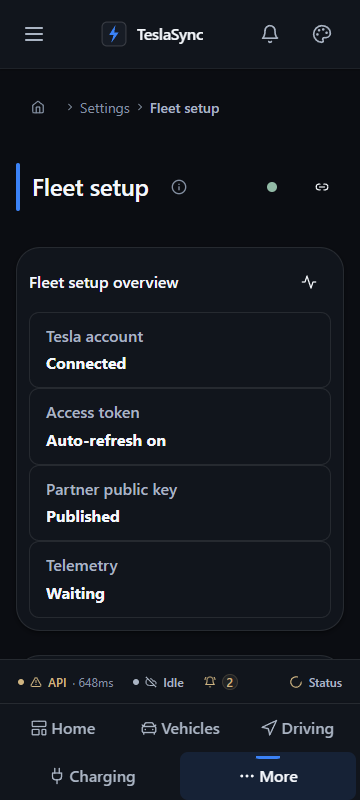 TeslaSync
Settings Fleet setup
Fleet setup
Fleet setup overview
Tesla account
Connected
Access token
Auto-refresh on
Partner public key
Published
Telemetry
Waiting
API · 648ms Idle 2 Status
Home Vehicles Driving
Charging More